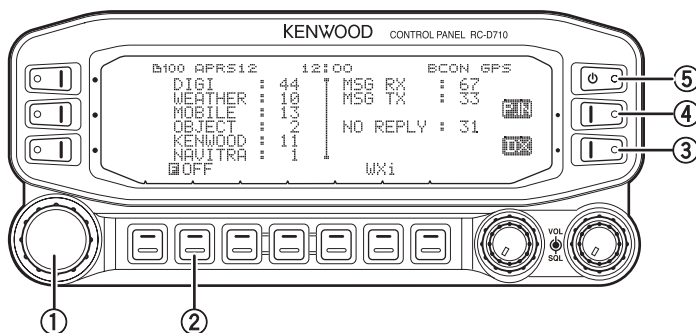 KENWOOD CONTROL PANEL RC-D710
100 APRS12 12:00 BCON GPS
DIGI : 44 MSG RX : 67
WEATHER : 10 MSG TX : 33
MOBILE : 13
OBJECT : 2 NO REPLY : 31
KENWOOD : 11
NAVITRA : 1
F OFF WXi
VOL
SQL
1
2
3
4
5